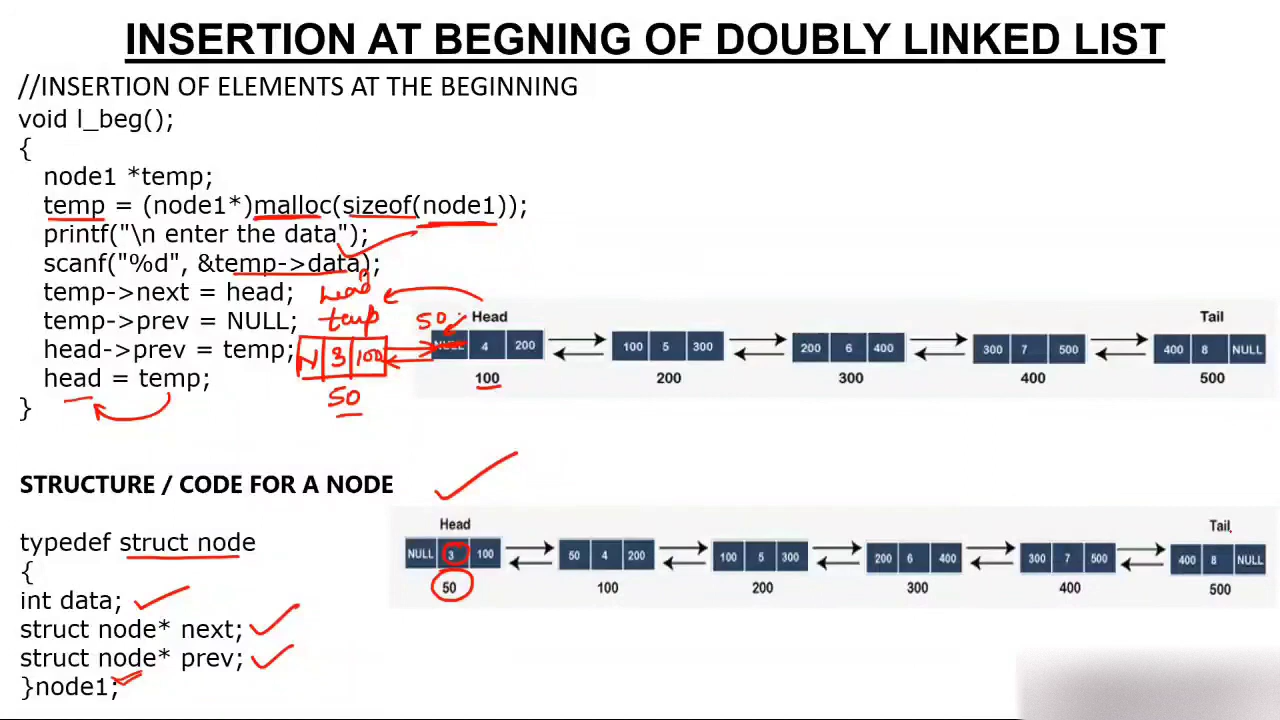 INSERTION AT BEGNING OF DOUBLY LINKED LIST
//INSERTION OF ELEMENTS AT THE BEGINNING
void l_beg();
{
node1 *temp;
temp = (node1*)malloc(sizeof(node1));
printf("\n enter the data");
scanf("%d", &temp->data);
temp->next = head;
temp->prev = NULL;
head->prev = temp;
head = temp;
}
head
temp
N 3 100
50
50
Head Tail
NULL 4 200 100 5 300 200 6 400 300 7 500 400 8 NULL
100 200 300 400 500
STRUCTURE / CODE FOR A NODE
typedef struct node
{
int data;
struct node* next;
struct node* prev;
}node1;
Head Tail
NULL 3 100 50 4 200 100 5 300 200 6 400 300 7 500 400 8 NULL
50 100 200 300 400 500